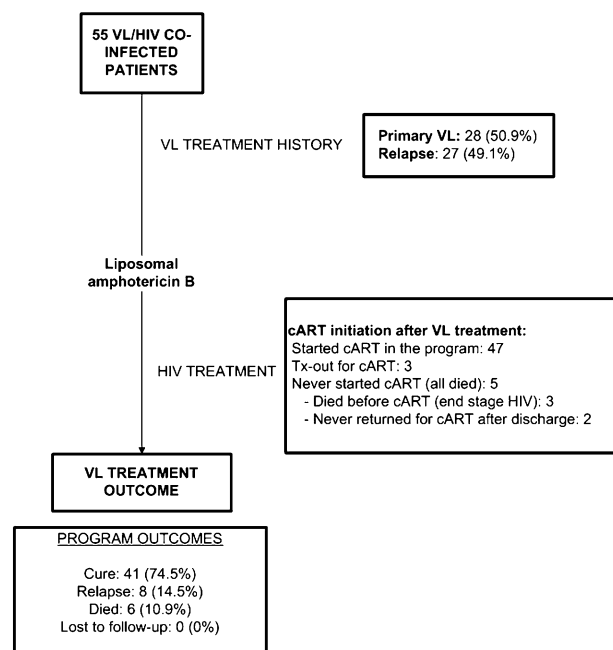 55 VL/HIV CO-
INFECTED
PATIENTS
VL TREATMENT HISTORY
Primary VL: 28 (50.9%)
Relapse: 27 (49.1%)
Liposomal
amphotericin B
HIV TREATMENT
cART initiation after VL treatment:
Started cART in the program: 47
Tx-out for cART: 3
Never started cART (all died): 5
- Died before cART (end stage HIV): 3
- Never returned for cART after discharge: 2
VL TREATMENT
OUTCOME
PROGRAM OUTCOMES
Cure: 41 (74.5%)
Relapse: 8 (14.5%)
Died: 6 (10.9%)
Lost to follow-up: 0 (0%)